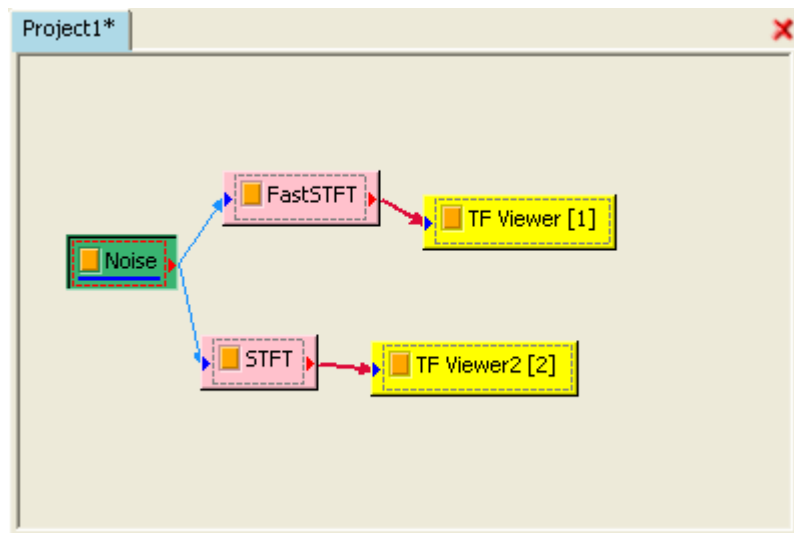 Project1*
FastSTFT
TF Viewer [1]
Noise
STFT
TF Viewer2 [2]